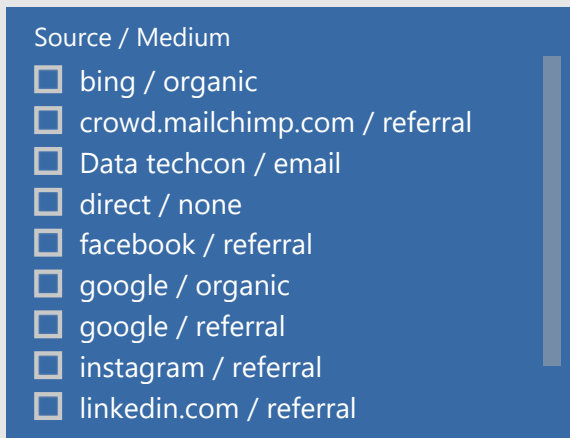 Source / Medium
bing / organic
crowd.mailchimp.com / referral
Data techcon / email
direct / none
facebook / referral
google / organic
google / referral
instagram / referral
linkedin.com / referral